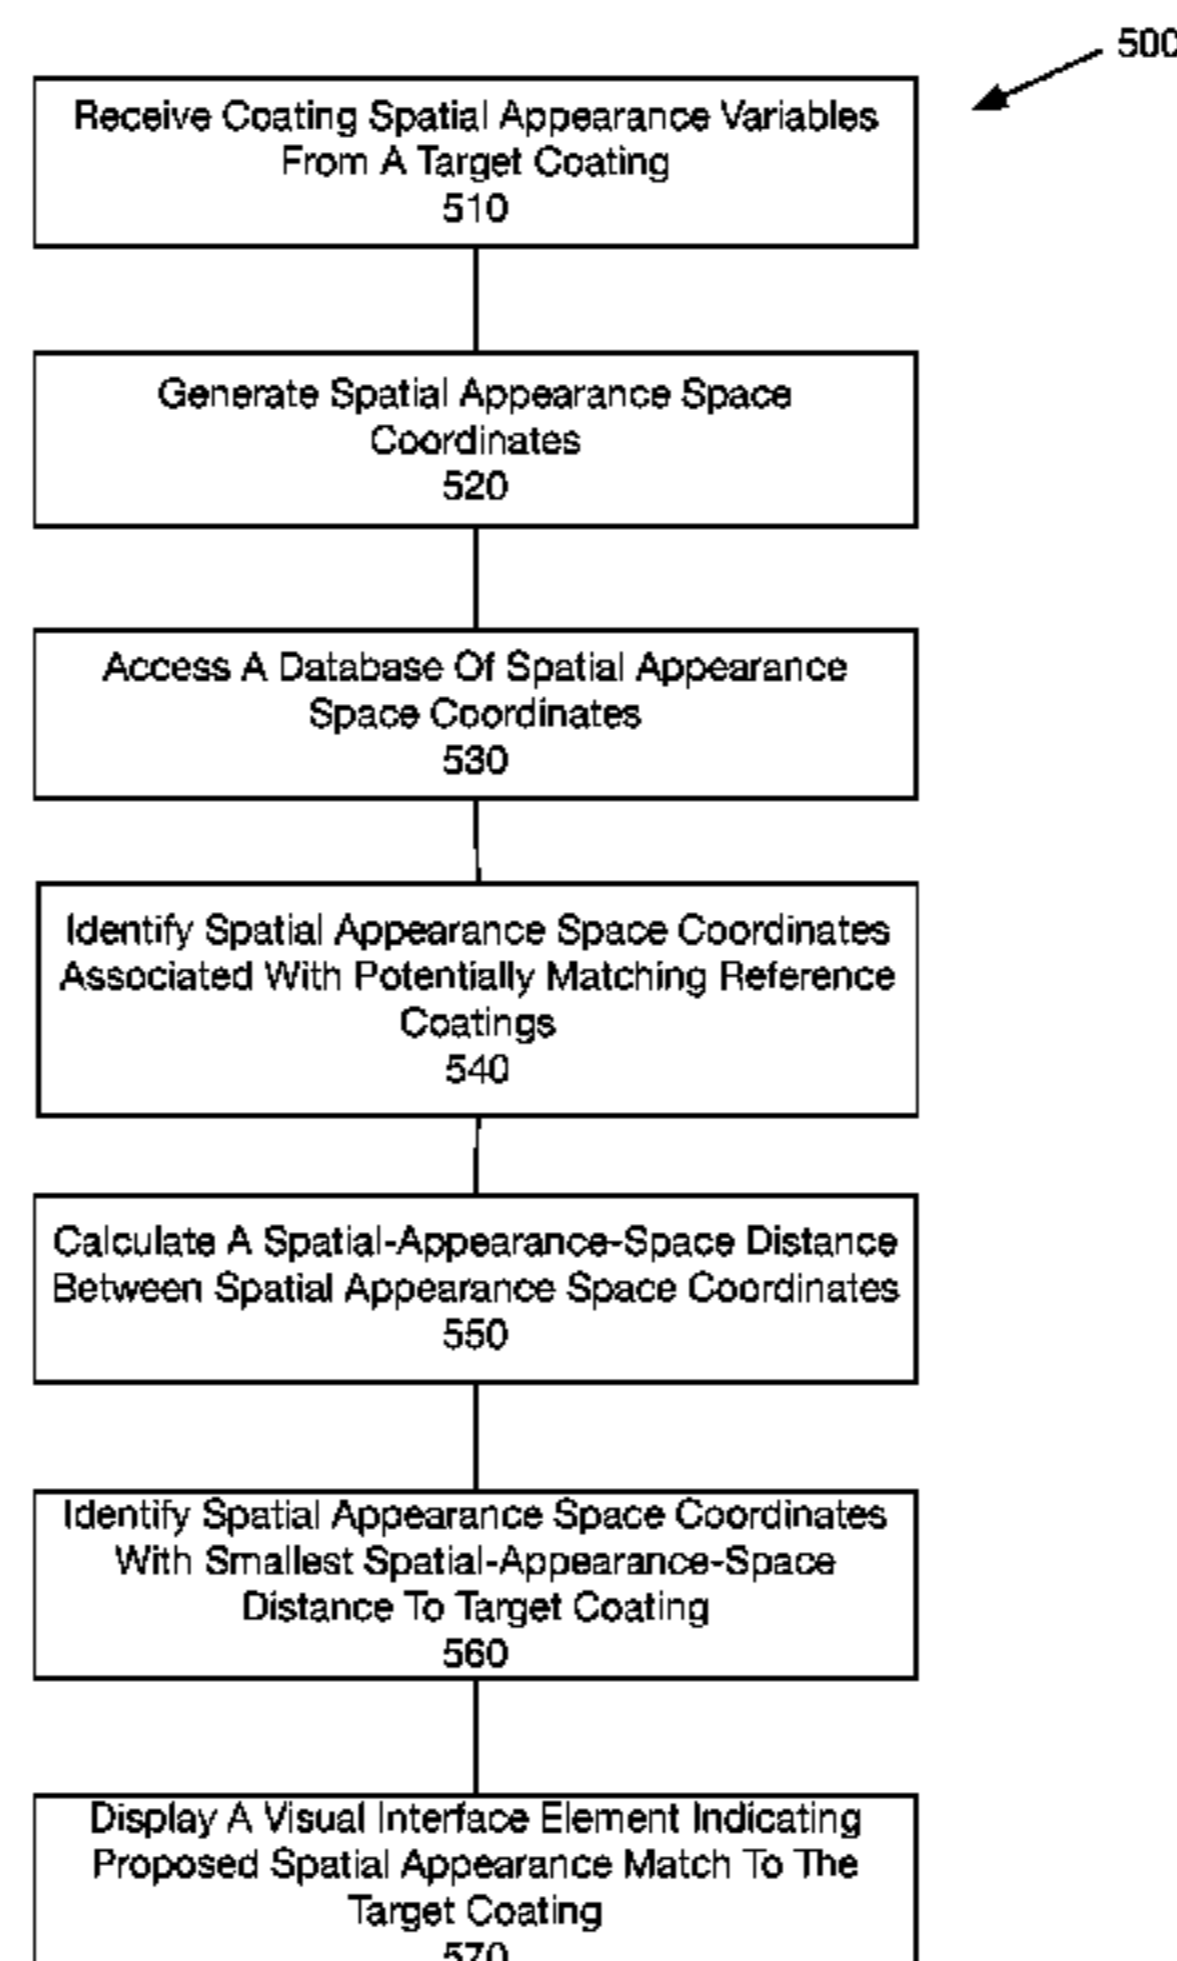 500
Receive Coating Spatial Appearance Variables
From A Target Coating
510
Generate Spatial Appearance Space
Coordinates
520
Access A Database Of Spatial Appearance
Space Coordinates
530
Identify Spatial Appearance Space Coordinates
Associated With Potentially Matching Reference
Coatings
540
Calculate A Spatial-Appearance-Space Distance
Between Spatial Appearance Space Coordinates
550
Identify Spatial Appearance Space Coordinates
With Smallest Spatial-Appearance-Space
Distance To Target Coating
560
Display A Visual Interface Element Indicating
Proposed Spatial Appearance Match To The
Target Coating
570